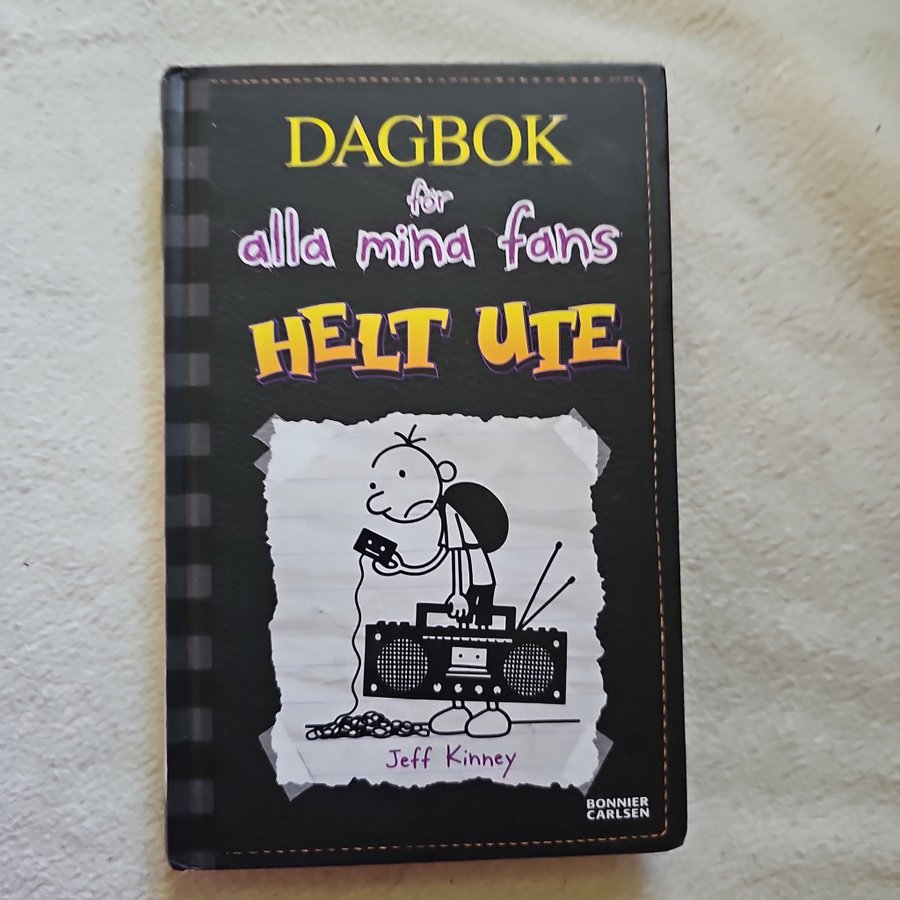 DAGBOK
för
alla mina fans
HELT UTE
Jeff Kinney
BONNIER
CARLSEN